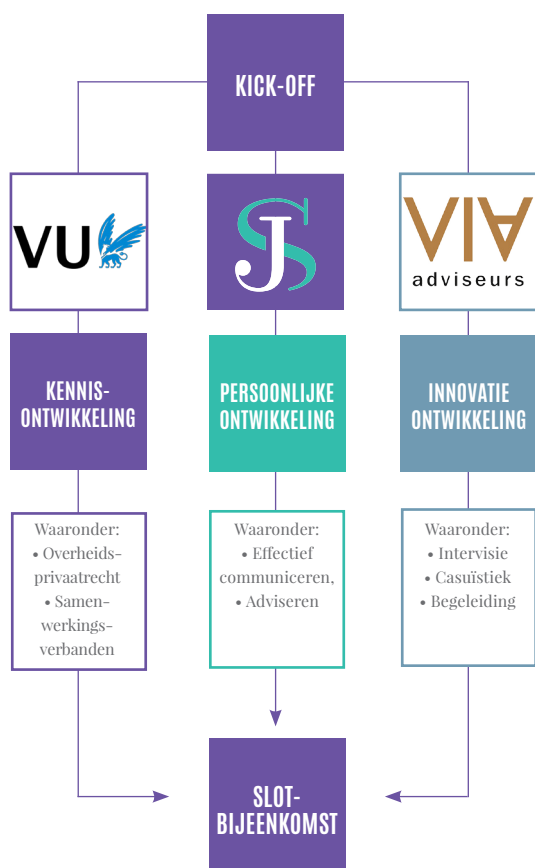 KICK-OFF
VU
JS
VIA
adviseurs
KENNIS-
ONTWIKKELING
PERSOONLIJKE
ONTWIKKELING
INNOVATIE
ONTWIKKELING
Waaronder:
• Overheids-
privaatrecht
• Samen-
werkings-
verbanden
Waaronder:
• Effectief
communiceren,
• Adviseren
Waaronder:
• Intervisie
• Casuïstiek
• Begeleiding
SLOT-
BIJEENKOMST